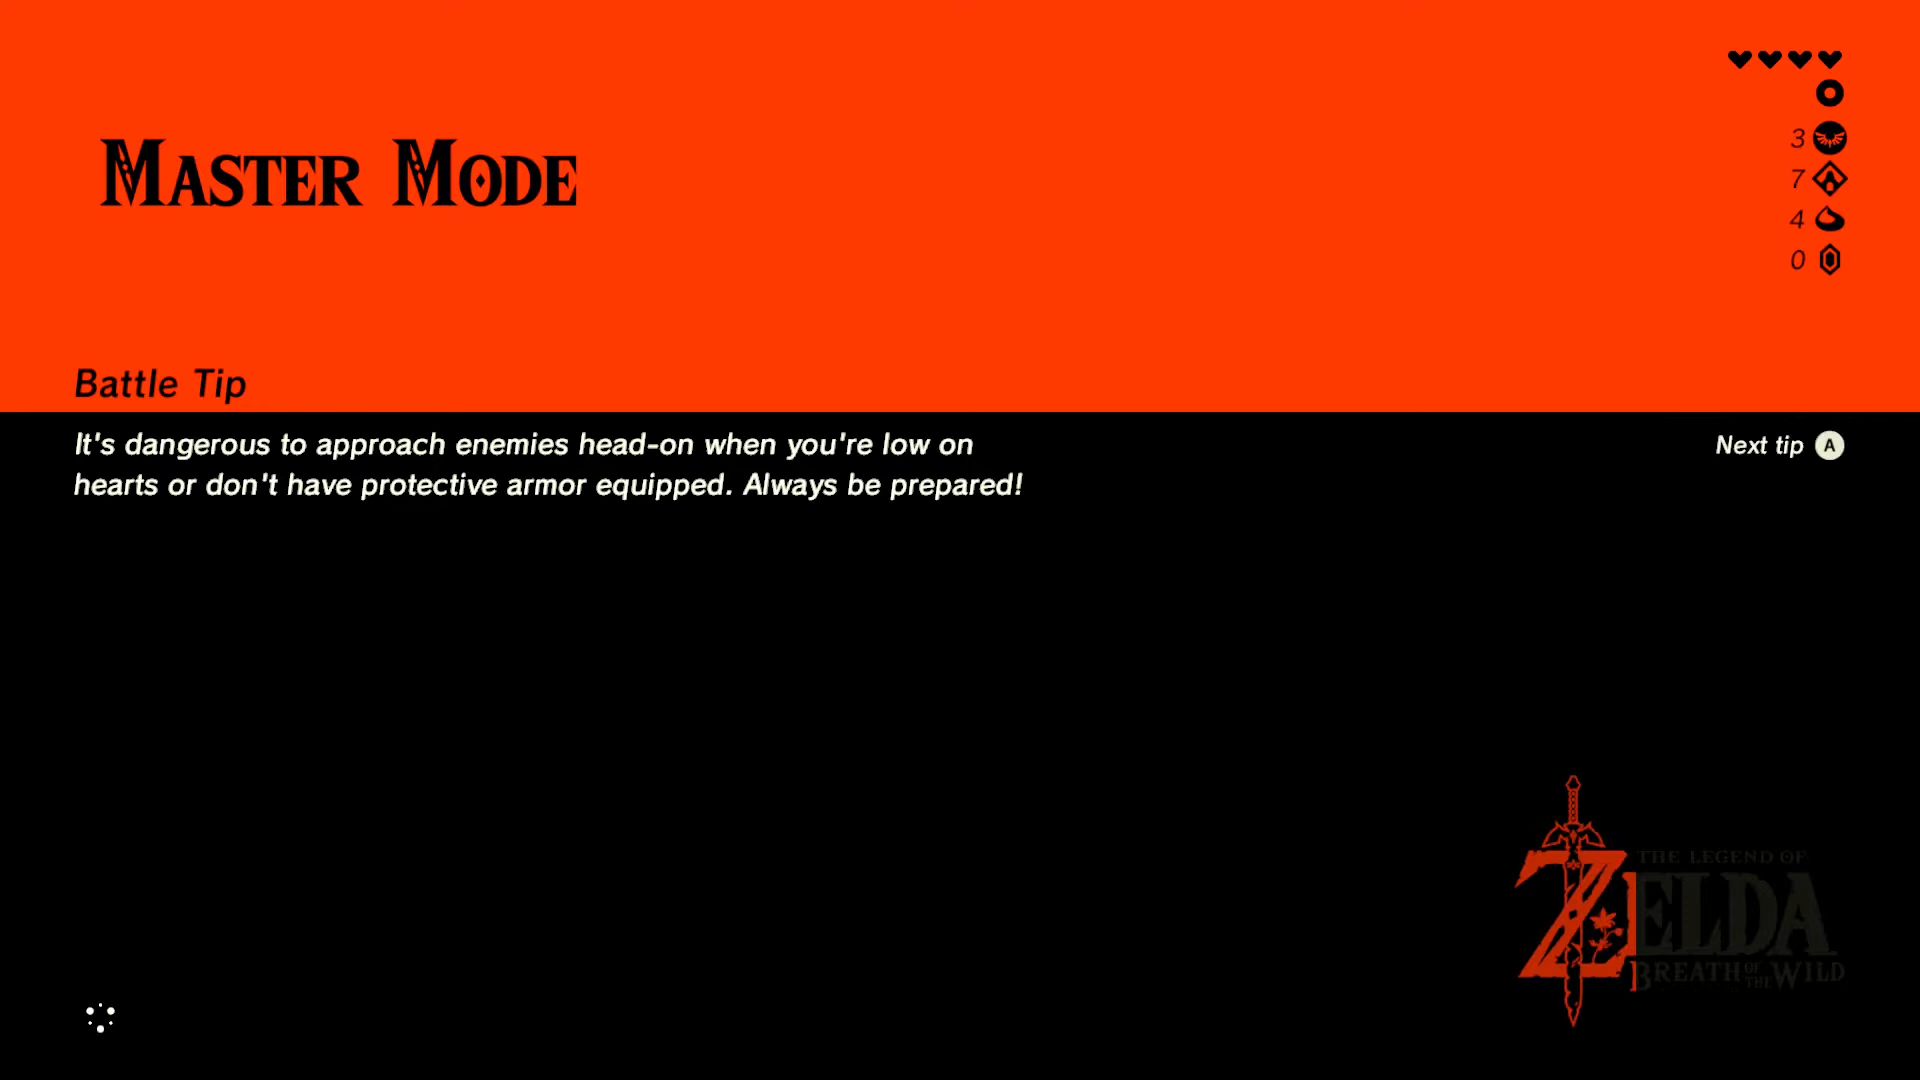 MASTER MODE
3
7
4
0
Battle Tip
It's dangerous to approach enemies head-on when you're low on
hearts or don't have protective armor equipped. Always be prepared!
Next tip A
THE LEGEND OF
ZELDA
BREATH OF THE WILD